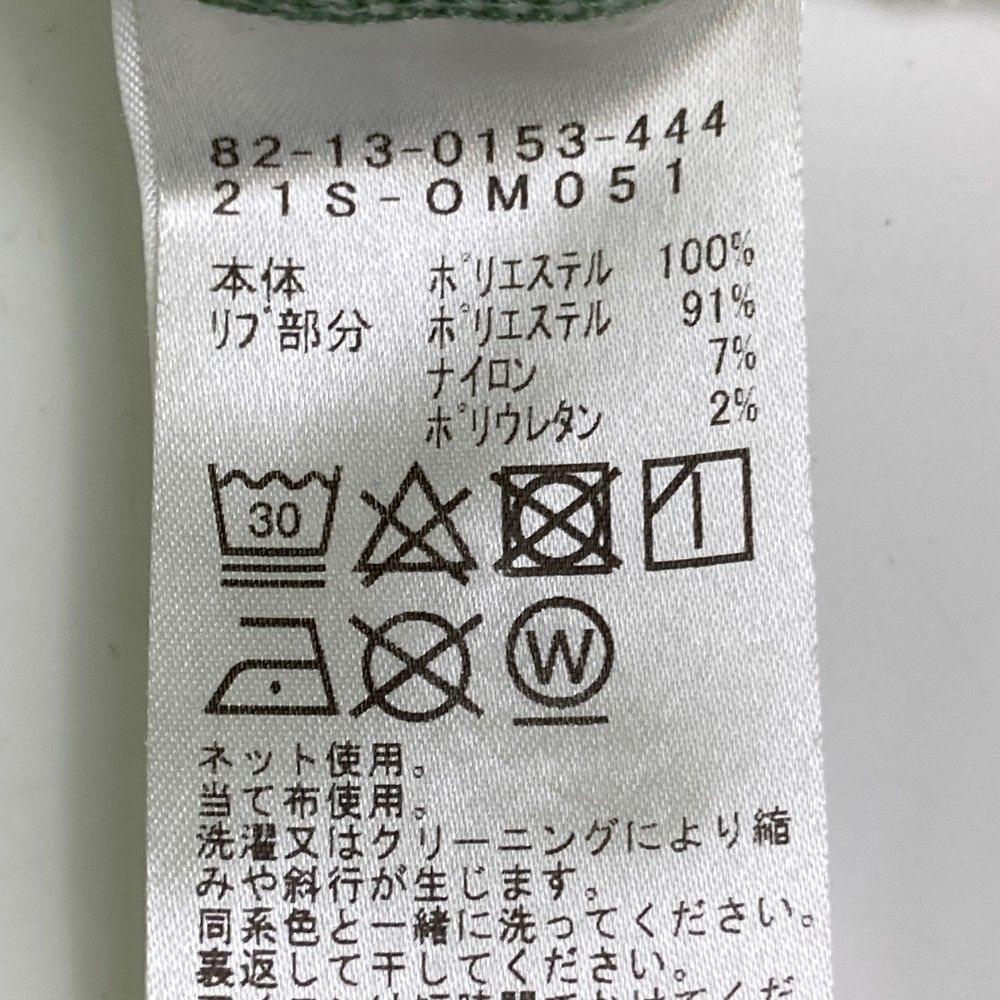 82-13-0153-444
21S-OM051
本体 ポリエステル 100%
リブ部分 ポリエステル 91%
ナイロン 7%
ポリウレタン 2%
30
W
ネット使用。
当て布使用。
洗濯又はクリーニングにより縮
みや斜行が生じます。
同系色と一緒に洗ってください。
裏返して干してください。